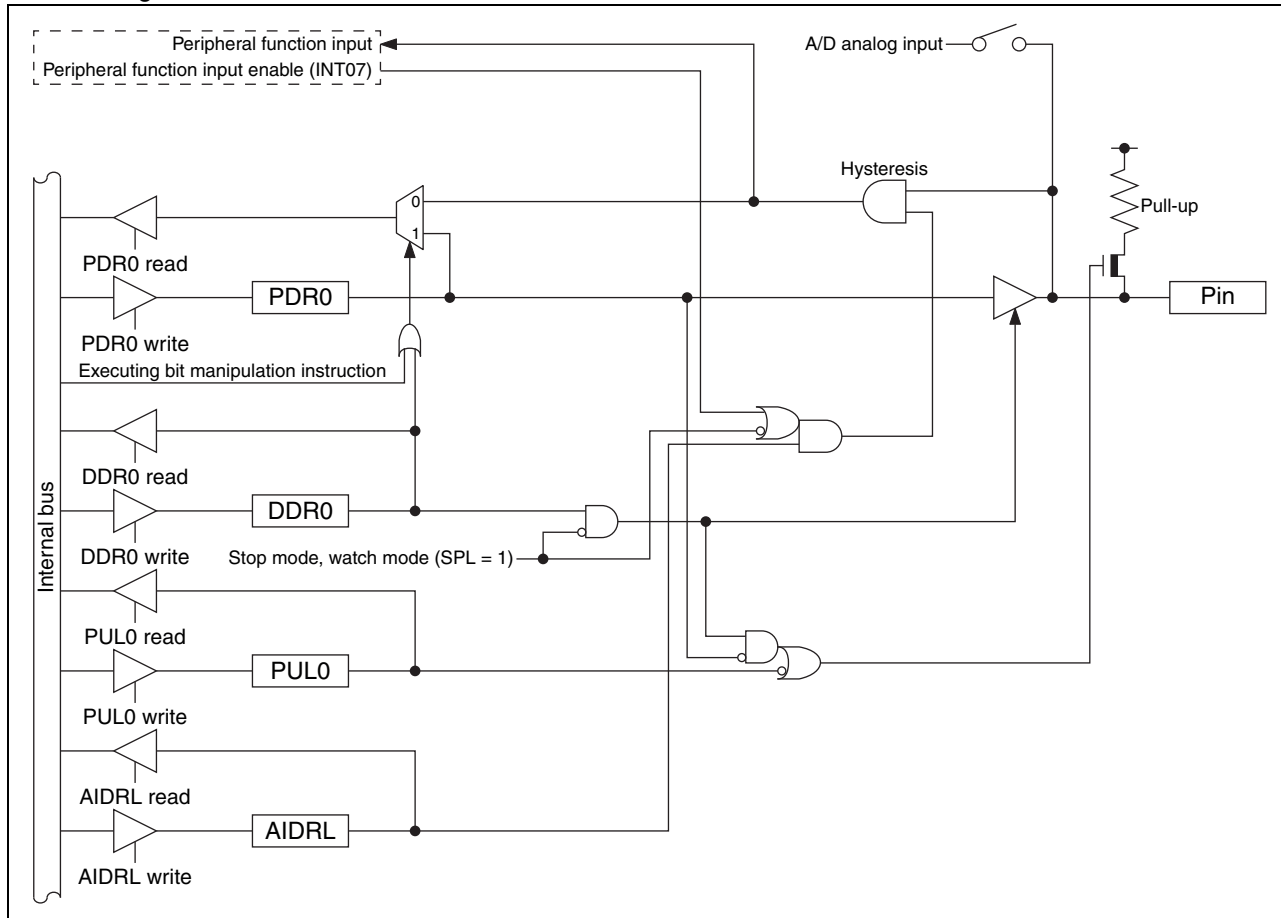 Peripheral function input
A/D analog input
Peripheral function input enable (INT07)
Hysteresis
0
Pull-up
1
PDR0 read
PDR0
Pin
PDR0 write
Executing bit manipulation instruction
DDR0 read
DDR0
DDR0 write
Stop mode, watch mode (SPL = 1)
Internal bus
PUL0 read
PUL0
PUL0 write
AIDRL read
AIDRL
AIDRL write